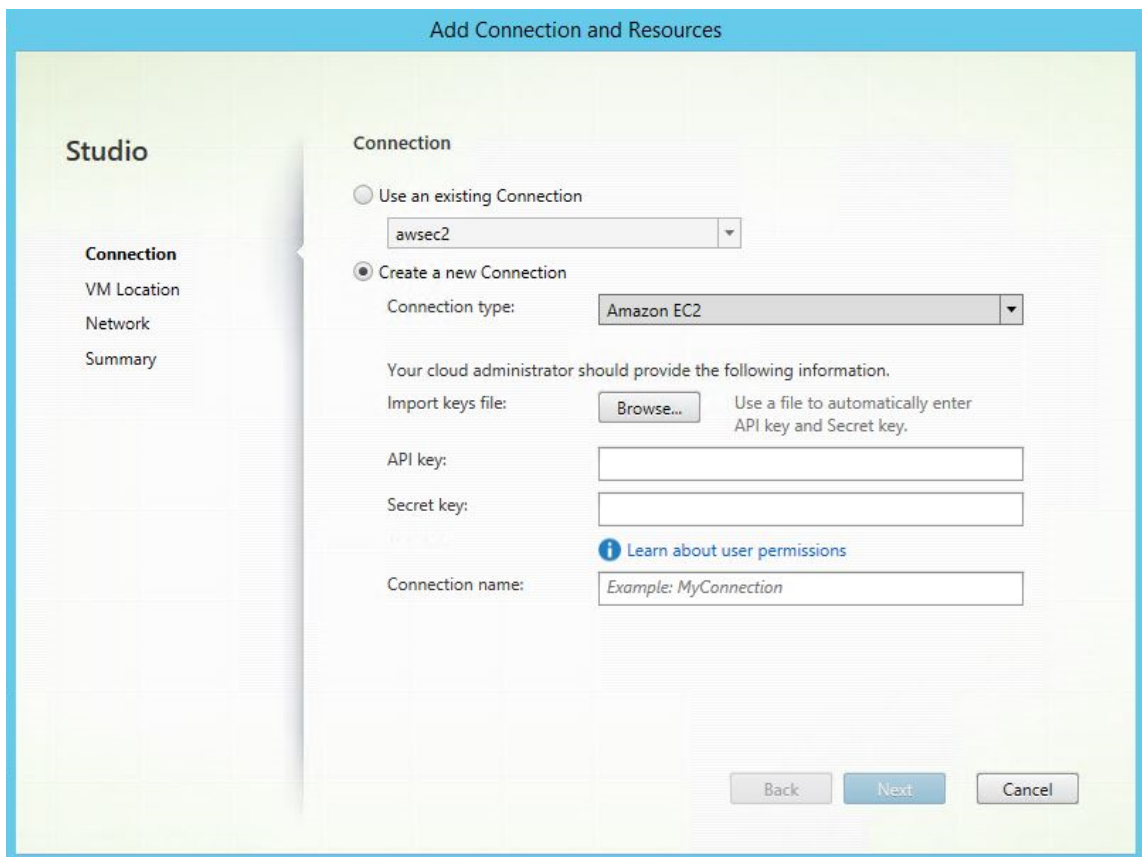 Add Connection and Resources
Studio
Connection
VM Location
Network
Summary
Connection
Use an existing Connection
awsec2
Create a new Connection
Connection type:
Amazon EC2
Your cloud administrator should provide the following information.
Import keys file:
Browse...
Use a file to automatically enter
API key and Secret key.
API key:
Secret key:
Learn about user permissions
Connection name:
Example: MyConnection
Back
Next
Cancel